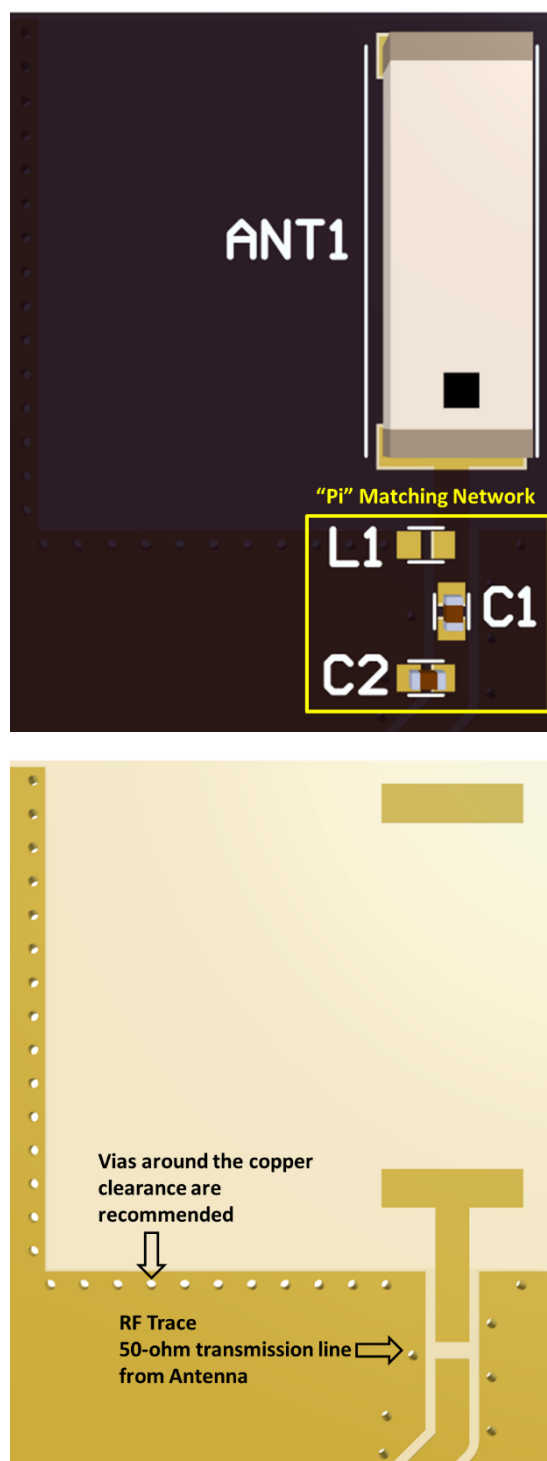 ANT1
“Pi” Matching Network
L1
C1
C2
Vias around the copper
clearance are
recommended
RF Trace
50-ohm transmission line
from Antenna